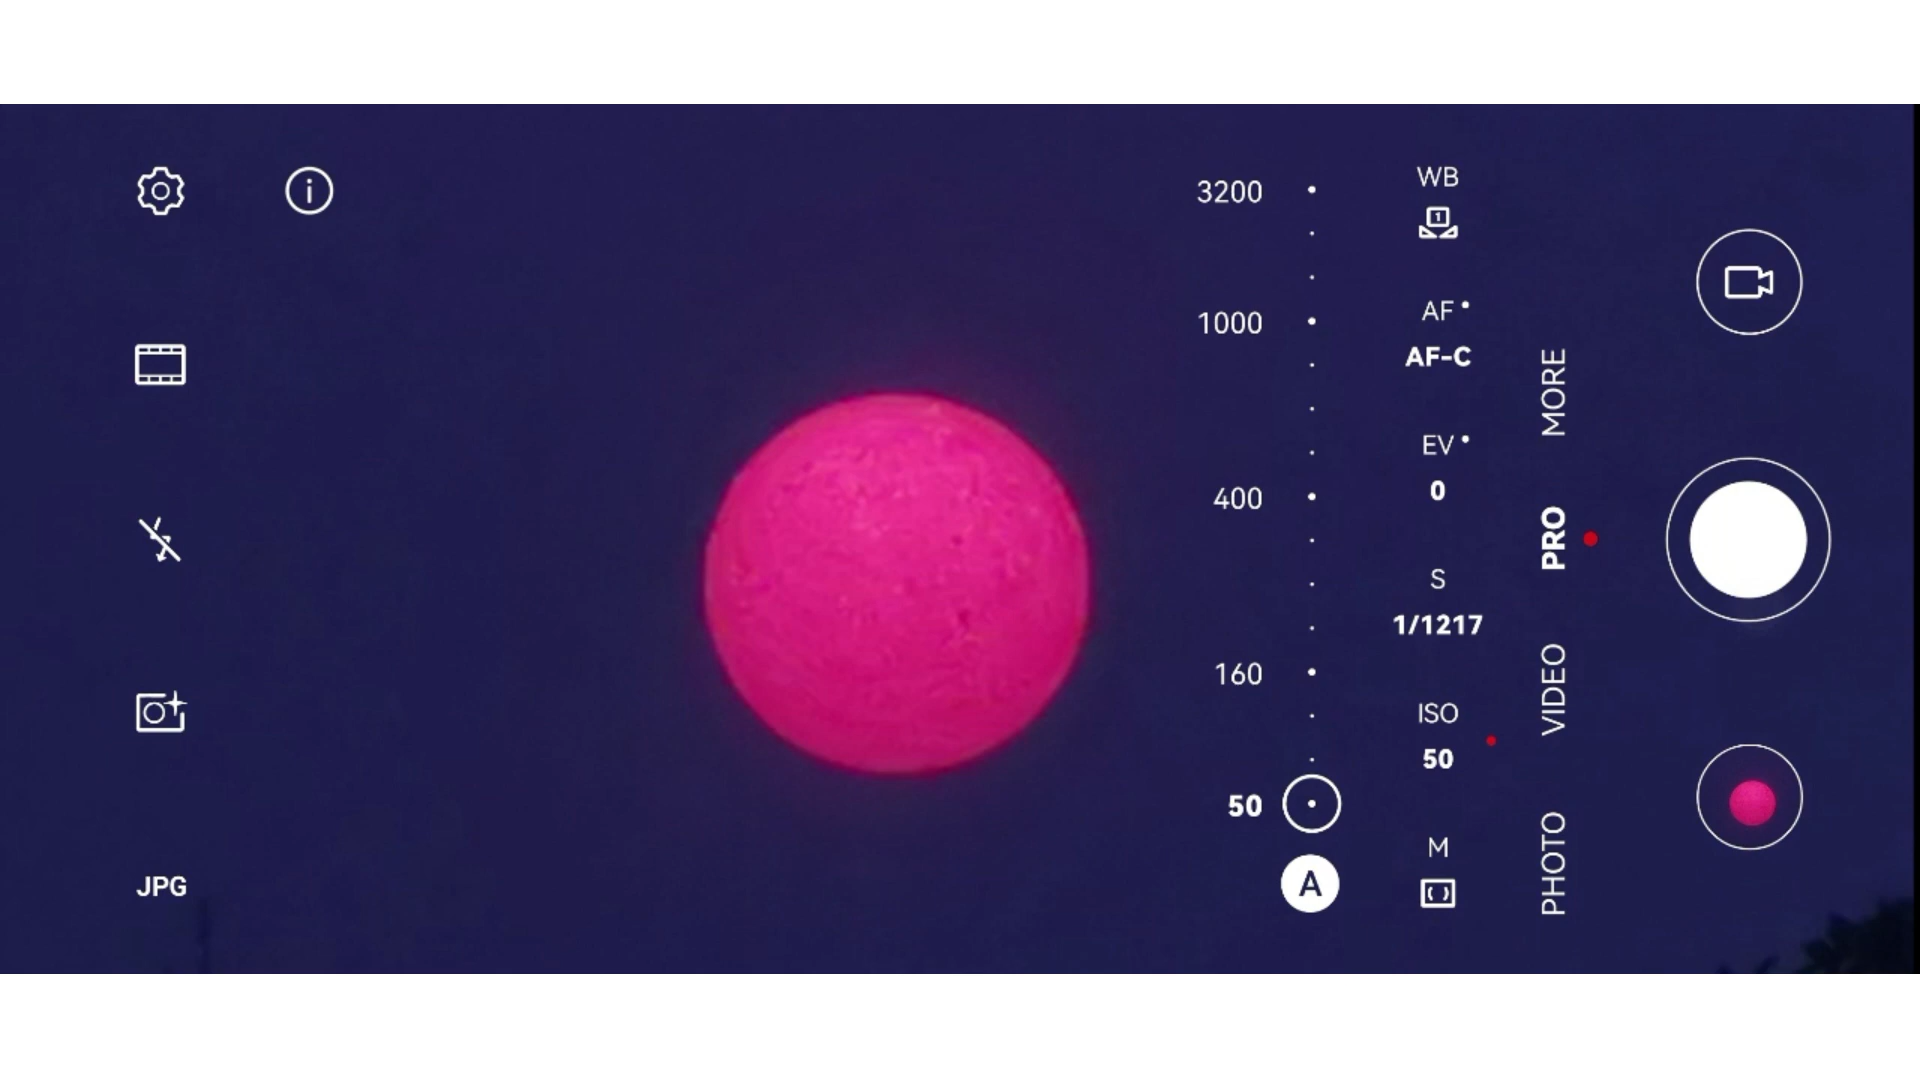 3200
1000
400
160
50
A
WB
1
AF
AF-C
EV
0
S
1/1217
ISO
50
M
MORE
PRO
VIDEO
PHOTO
JPG